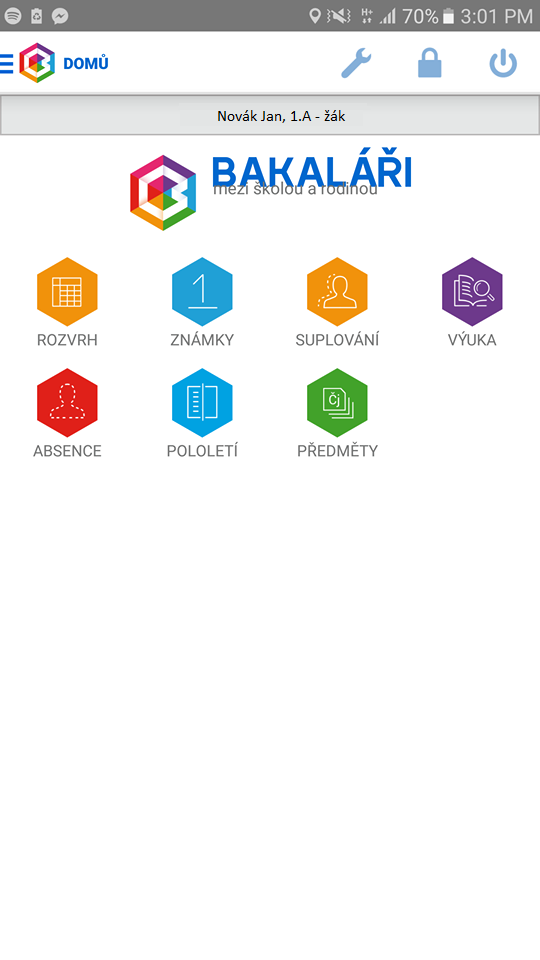 H+ 70% 3:01 PM
DOMŮ
Novák Jan, 1.A - žák
BAKALÁŘI
mezi školou a rodinou
1 Čj
ROZVRH ZNÁMKY SUPLOVÁNÍ VÝUKA
ABSENCE POLOLETÍ PŘEDMĚTY